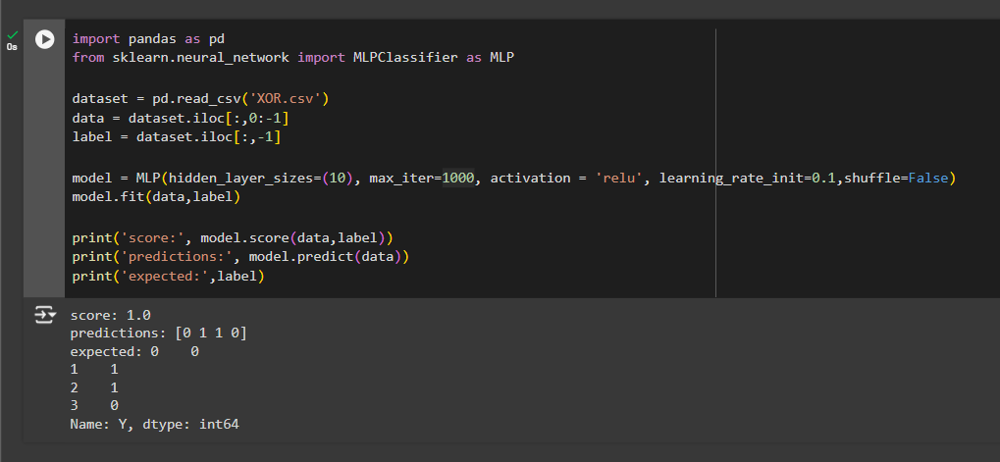 0s
import pandas as pd
from sklearn.neural_network import MLPClassifier as MLP
dataset = pd.read_csv('XOR.csv')
data = dataset.iloc[:,0:-1]
label = dataset.iloc[:,-1]
model = MLP(hidden_layer_sizes=(10), max_iter=1000, activation = 'relu', learning_rate_init=0.1,shuffle=False)
model.fit(data,label)
print('score:', model.score(data,label))
print('predictions:', model.predict(data))
print('expected:',label)
score: 1.0
predictions: [0 1 1 0]
expected: 0    0
1    1
2    1
3    0
Name: Y, dtype: int64